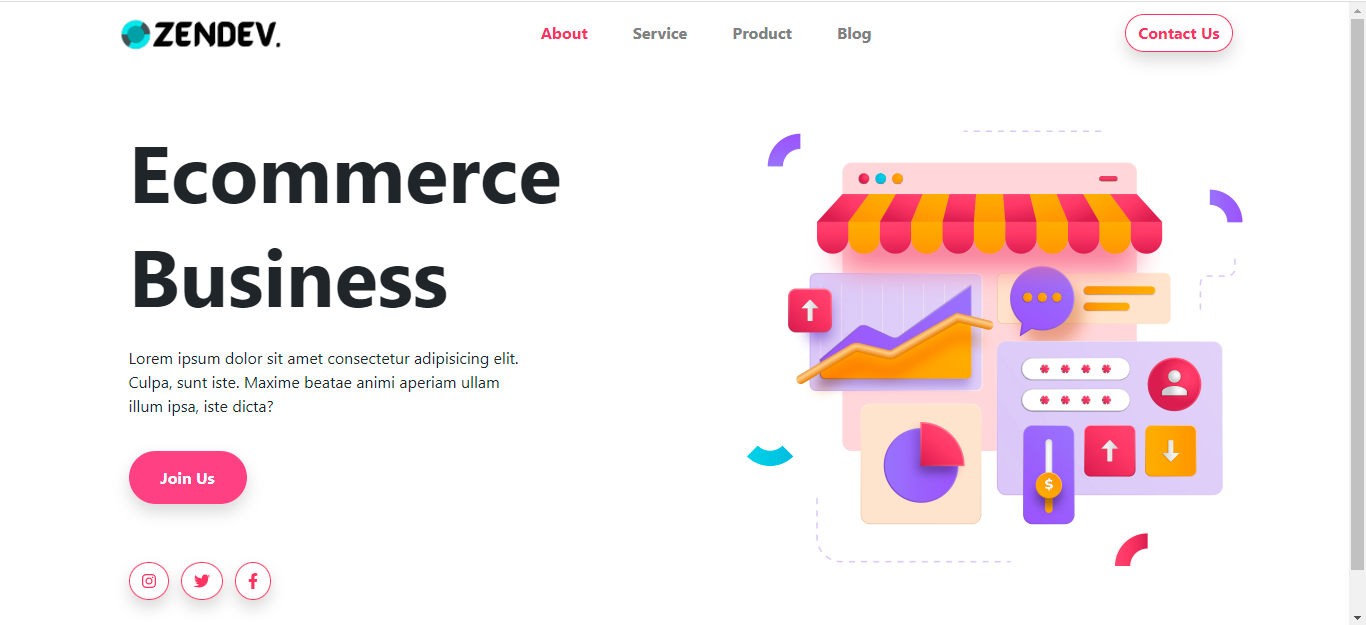 ZENDEV.
About
Service
Product
Blog
Contact Us
Ecommerce
Business
Lorem ipsum dolor sit amet consectetur adipisicing elit.
Culpa, sunt iste. Maxime beatae animi aperiam ullam
illum ipsa, iste dicta?
$
Join Us